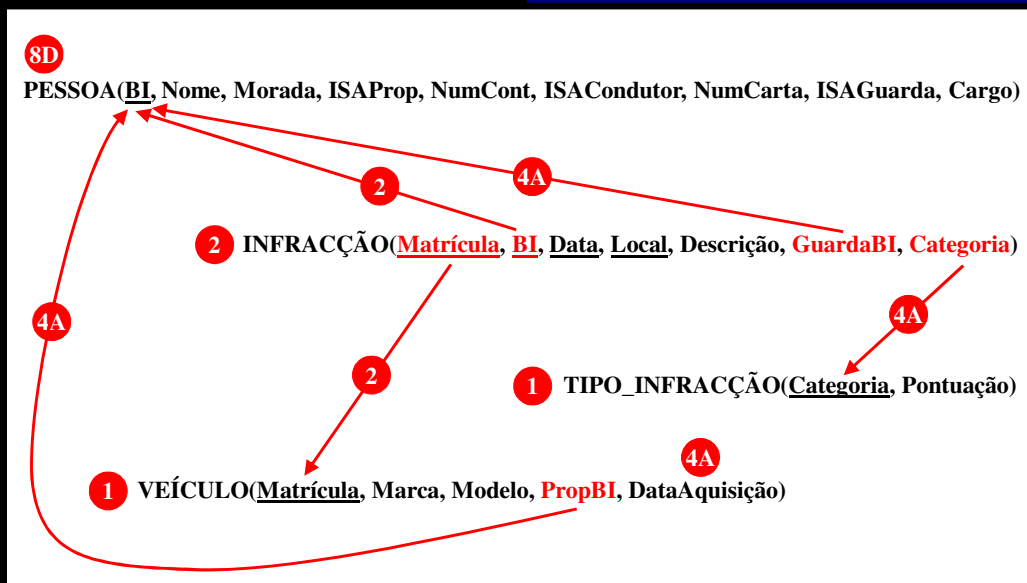 8D
PESSOA(BI, Nome, Morada, ISAProp, NumCont, ISACondutor, NumCarta, ISAGuarda, Cargo)
2
4A
2 INFRACÇÃO(Matrícula, BI, Data, Local, Descrição, GuardaBI, Categoria)
4A
4A
2
1 TIPO_INFRACÇÃO(Categoria, Pontuação)
4A
1 VEÍCULO(Matrícula, Marca, Modelo, PropBI, DataAquisição)